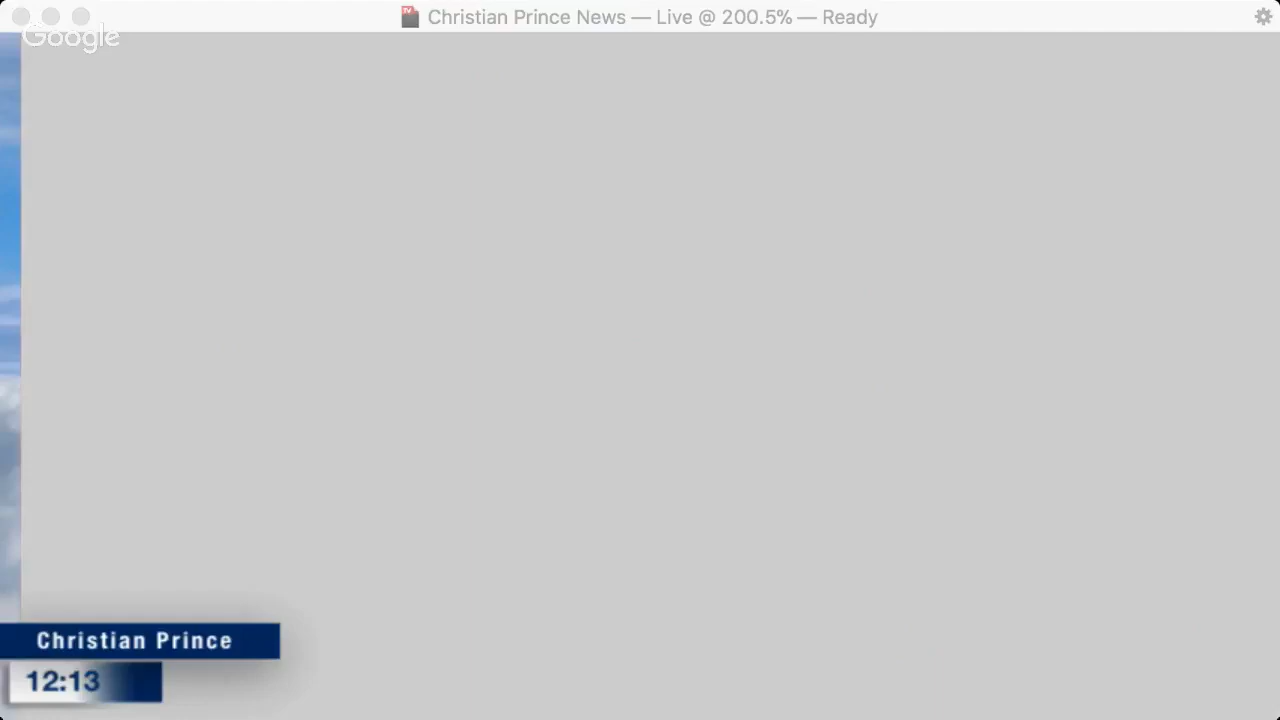 Christian Prince News — Live @ 200.5% — Ready
Google
Christian Prince
12:13